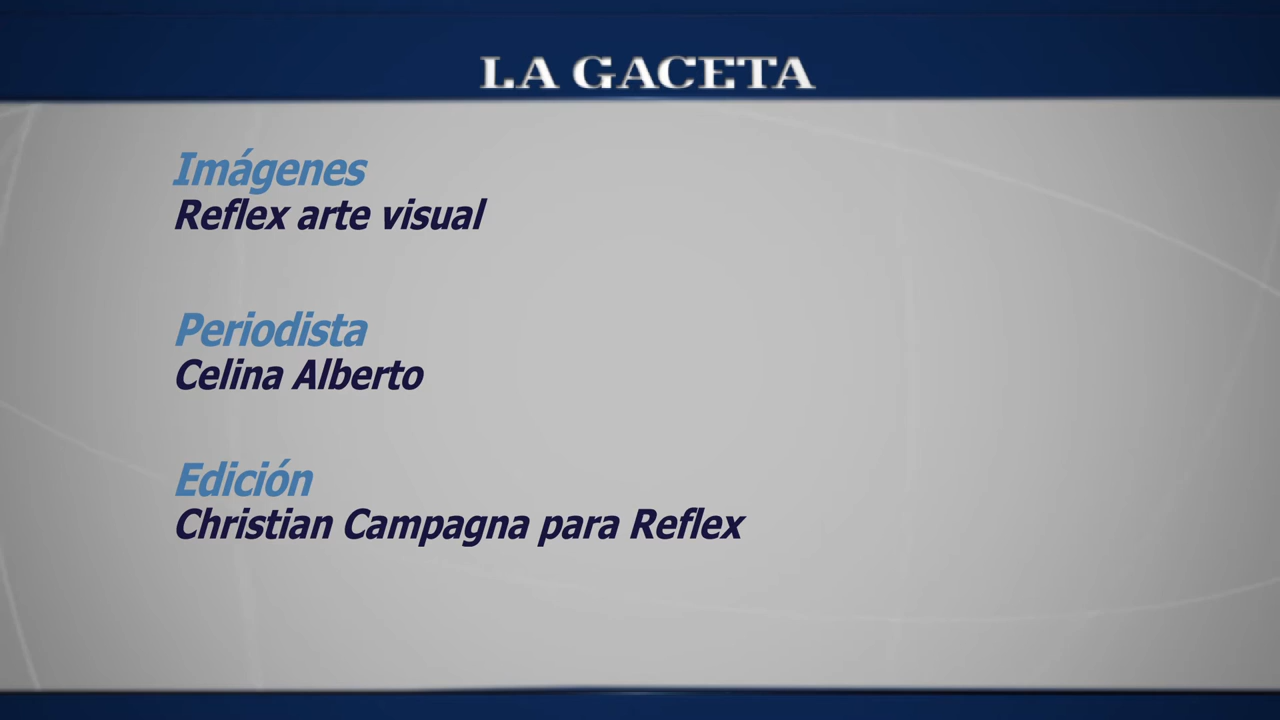 LA GACETA
Imágenes
Reflex arte visual
Periodista
Celina Alberto
Edición
Christian Campagna para Reflex